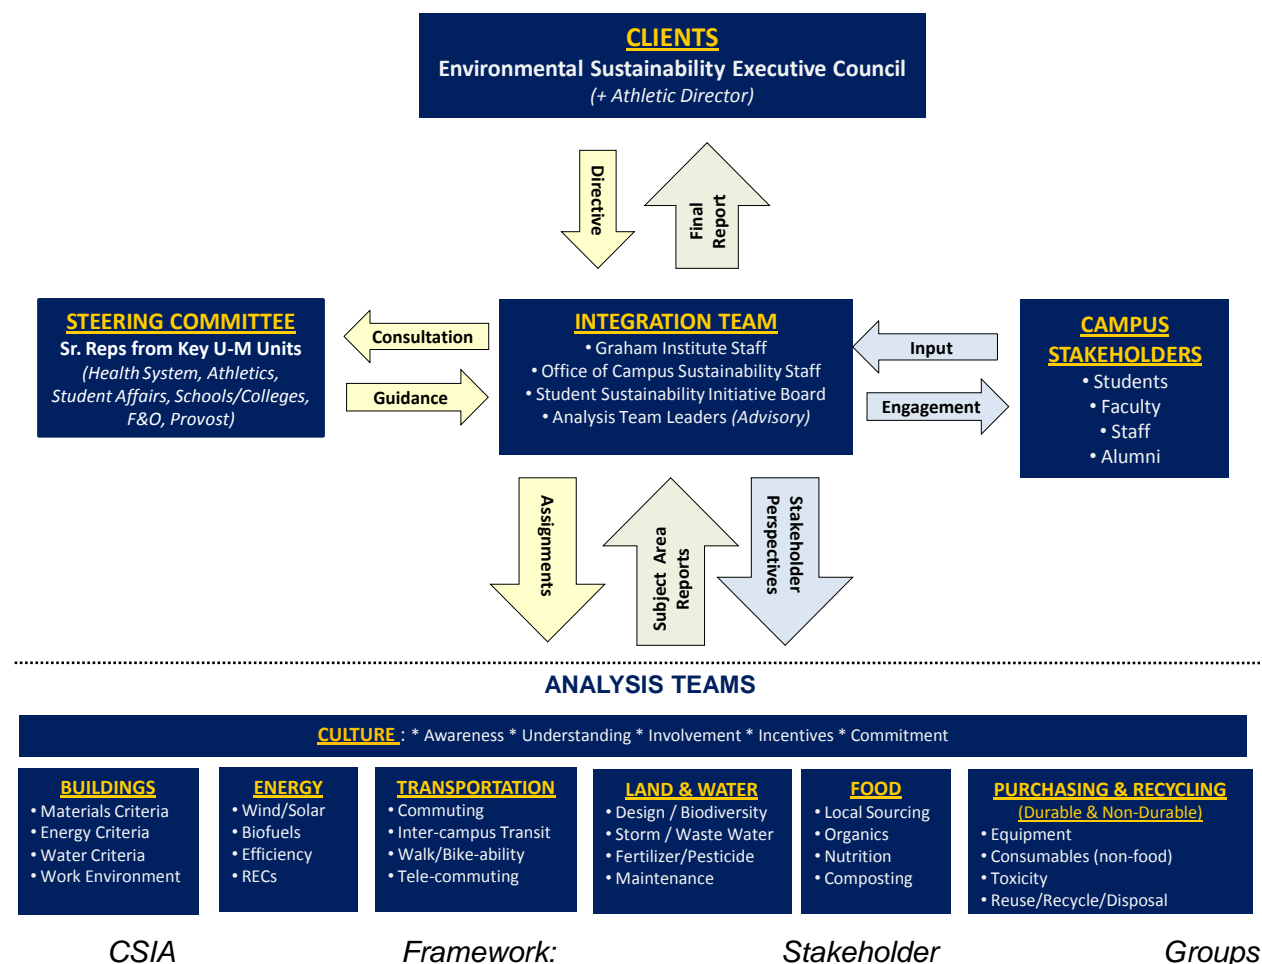 CLIENTS
Environmental Sustainability Executive Council
(+ Athletic Director)
Directive
Final
Report
STEERING COMMITTEE
Sr. Reps from Key U-M Units
(Health System, Athletics,
Student Affairs, Schools/Colleges,
F&O, Provost)
Consultation
Guidance
INTEGRATION TEAM
• Graham Institute Staff
• Office of Campus Sustainability Staff
• Student Sustainability Initiative Board
• Analysis Team Leaders (Advisory)
Input
Engagement
CAMPUS
STAKEHOLDERS
• Students
• Faculty
• Staff
• Alumni
Assignments
Subject Area
Reports
Stakeholder
Perspectives
ANALYSIS TEAMS
CULTURE : * Awareness * Understanding * Involvement * Incentives * Commitment
BUILDINGS
• Materials Criteria
• Energy Criteria
• Water Criteria
• Work Environment
ENERGY
• Wind/Solar
• Biofuels
• Efficiency
• RECs
TRANSPORTATION
• Commuting
• Inter-campus Transit
• Walk/Bike-ability
• Tele-commuting
LAND & WATER
• Design / Biodiversity
• Storm / Waste Water
• Fertilizer/Pesticide
• Maintenance
FOOD
• Local Sourcing
• Organics
• Nutrition
• Composting
PURCHASING & RECYCLING
(Durable & Non-Durable)
• Equipment
• Consumables (non-food)
• Toxicity
• Reuse/Recycle/Disposal
CSIA Framework: Stakeholder Groups